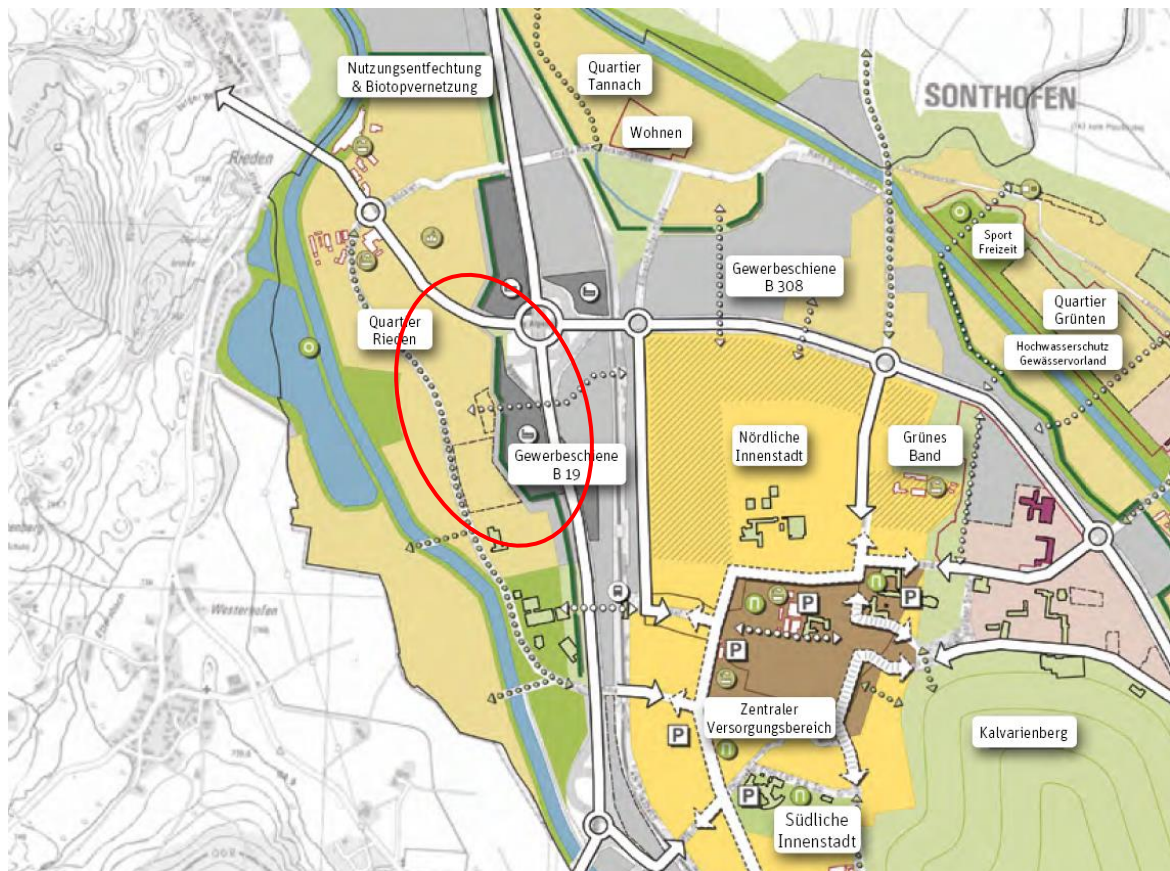 Nutzungsentfechtung
& Biotopvernetzung
Quartier
Tannach
Wohnen
SONTHOFEN
Rieden
Sport
Freizeit
Quartier
Grünten
Hochwasserschutz
Gewässervorland
Gewerbeschiene
B 308
Quartier
Rieden
Gewerbeschiene
B 19
Nördliche
Innenstadt
Grünes
Band
Westerhofen
P
P
P
Zentraler
Versorgungsbereich
P
Kalvarienberg
P
Südliche
Innenstadt